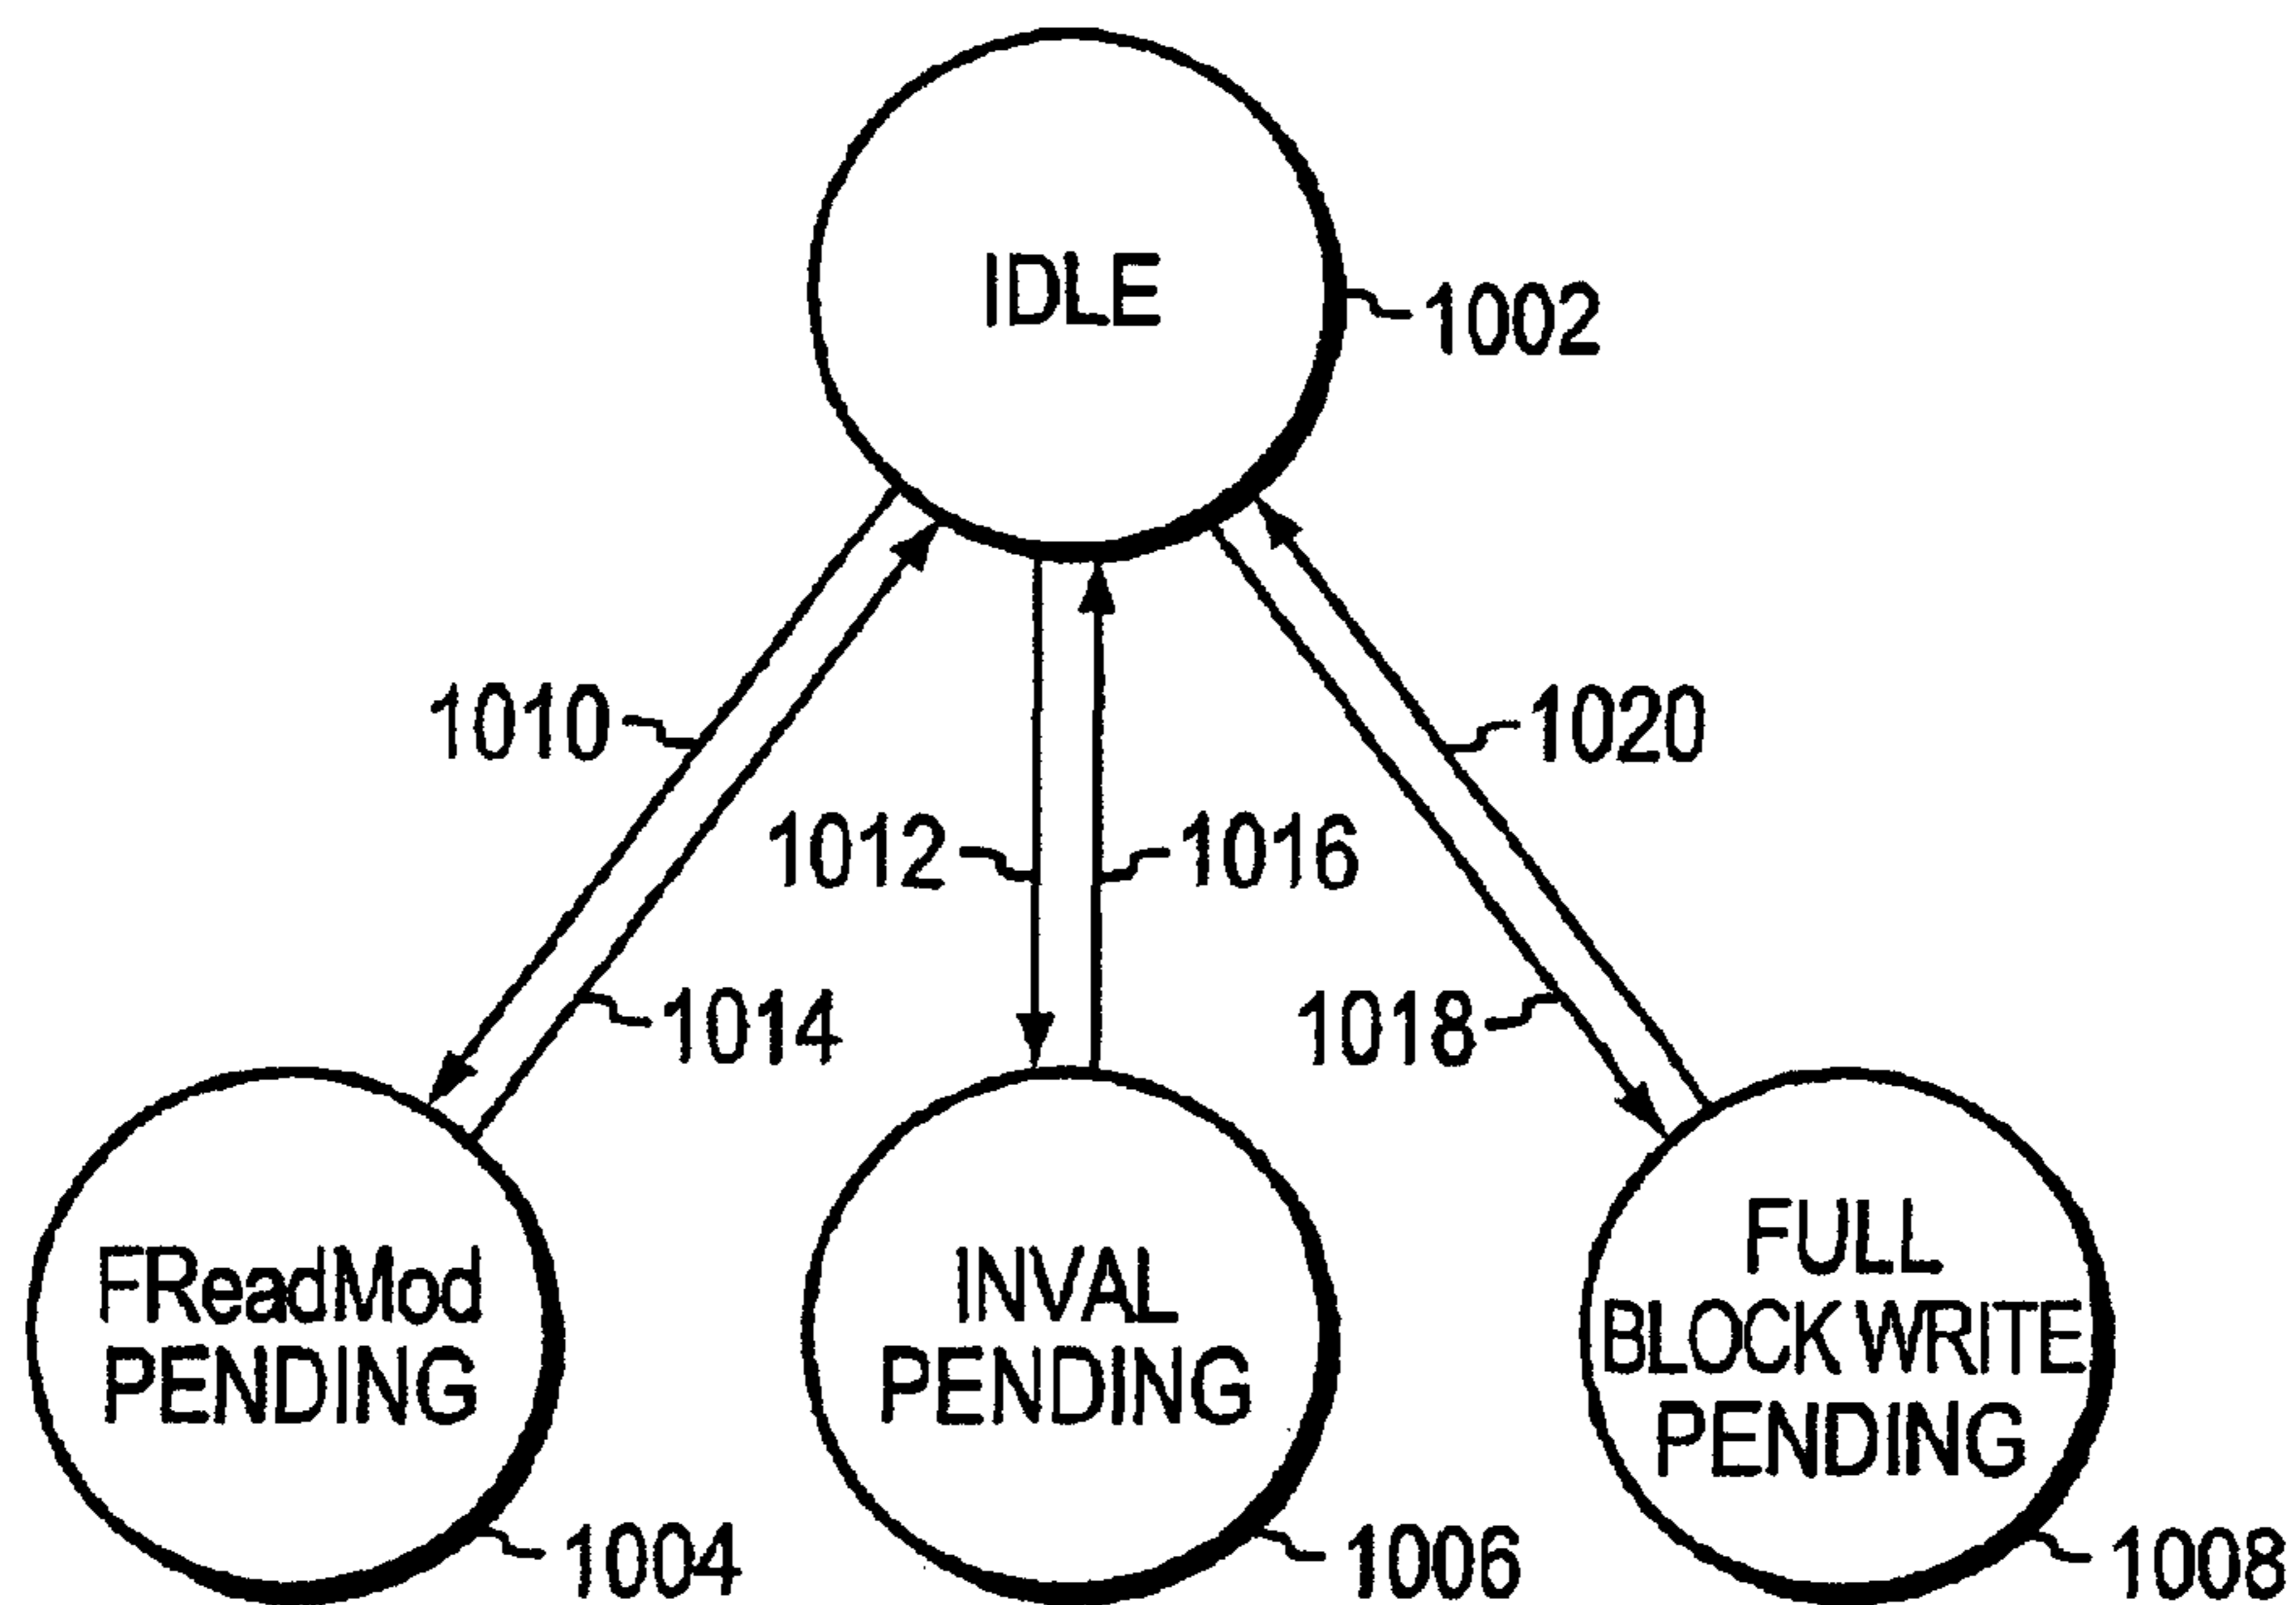 IDLE
1002
1010
1020
1012
1016
1014
1018
FReadMod
PENDING
INVAL
PENDING
FULL
BLOCK WRITE
PENDING
1004
1006
1008